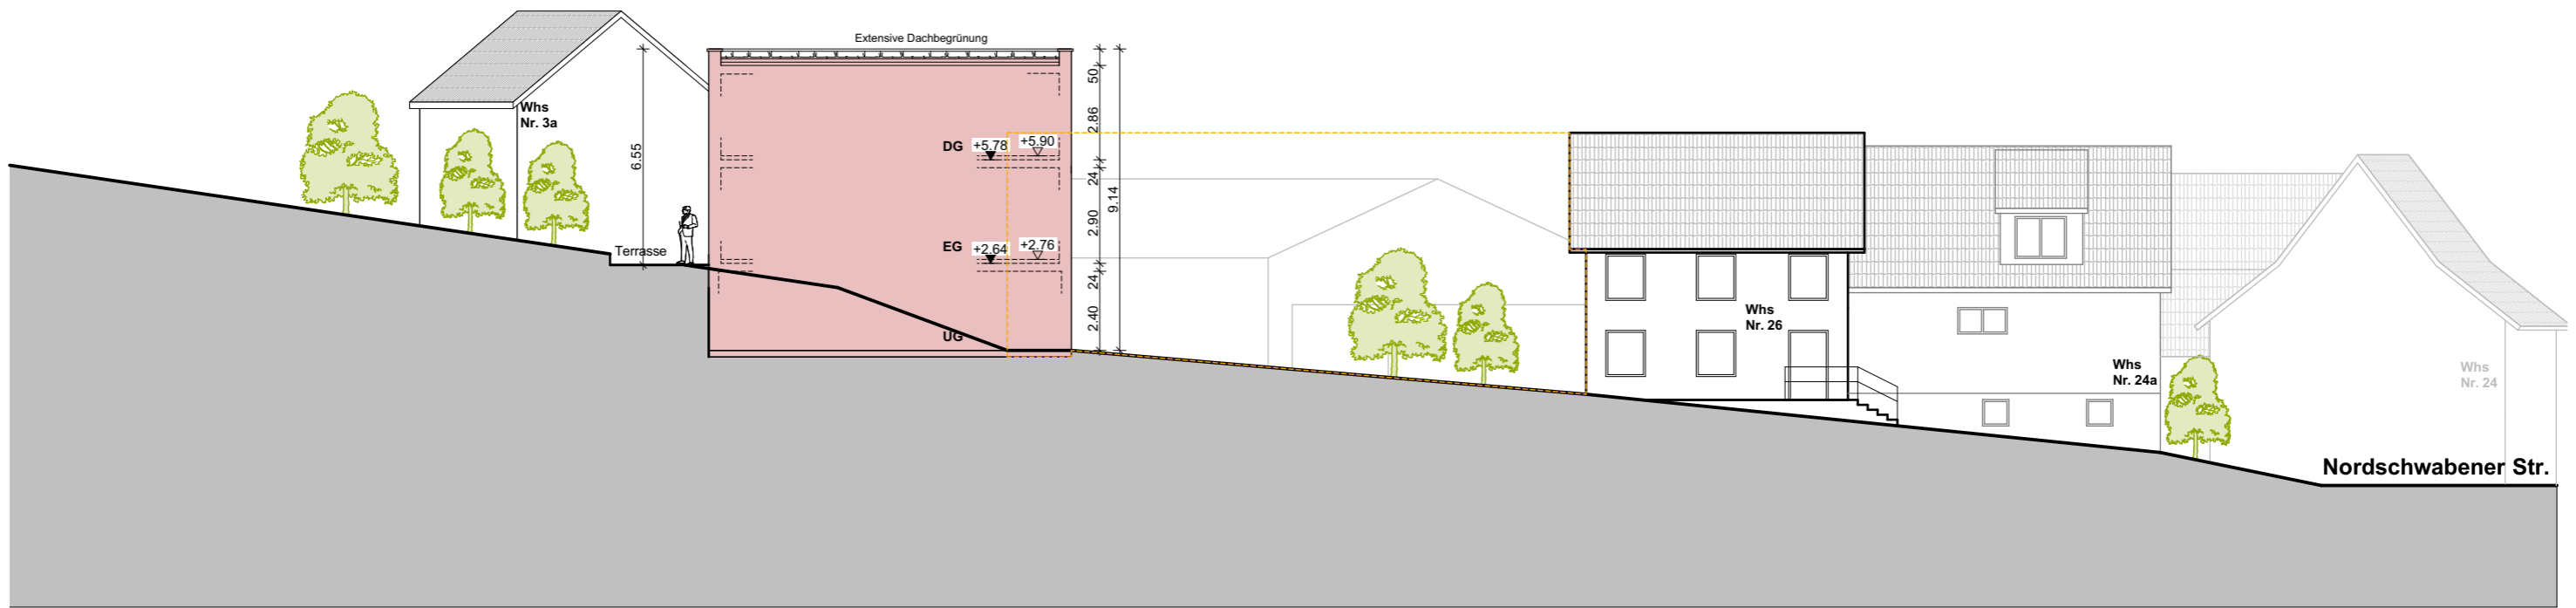 Extensive Dachbegrünung
Whs
Nr. 3a
6.55
Terrasse
DG +5.78 +5.90
EG +2.64 +2.76
UG
50
2.86
24
2.90
24
2.40
9.14
Whs
Nr. 26
Whs
Nr. 24a
Whs
Nr. 24
Nordschwabener Str.